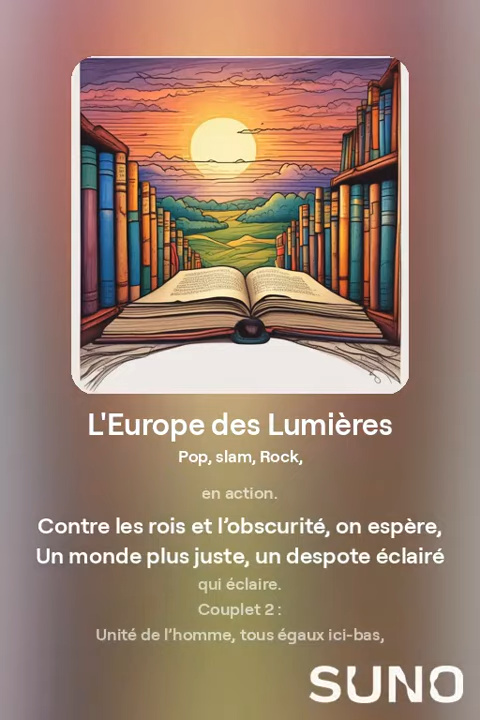 L'Europe des Lumières
Pop, slam, Rock,
en action.
Contre les rois et l’obscurité, on espère,
Un monde plus juste, un despote éclairé
qui éclaire.
Couplet 2 :
Unité de l’homme, tous égaux ici-bas,
SUNO